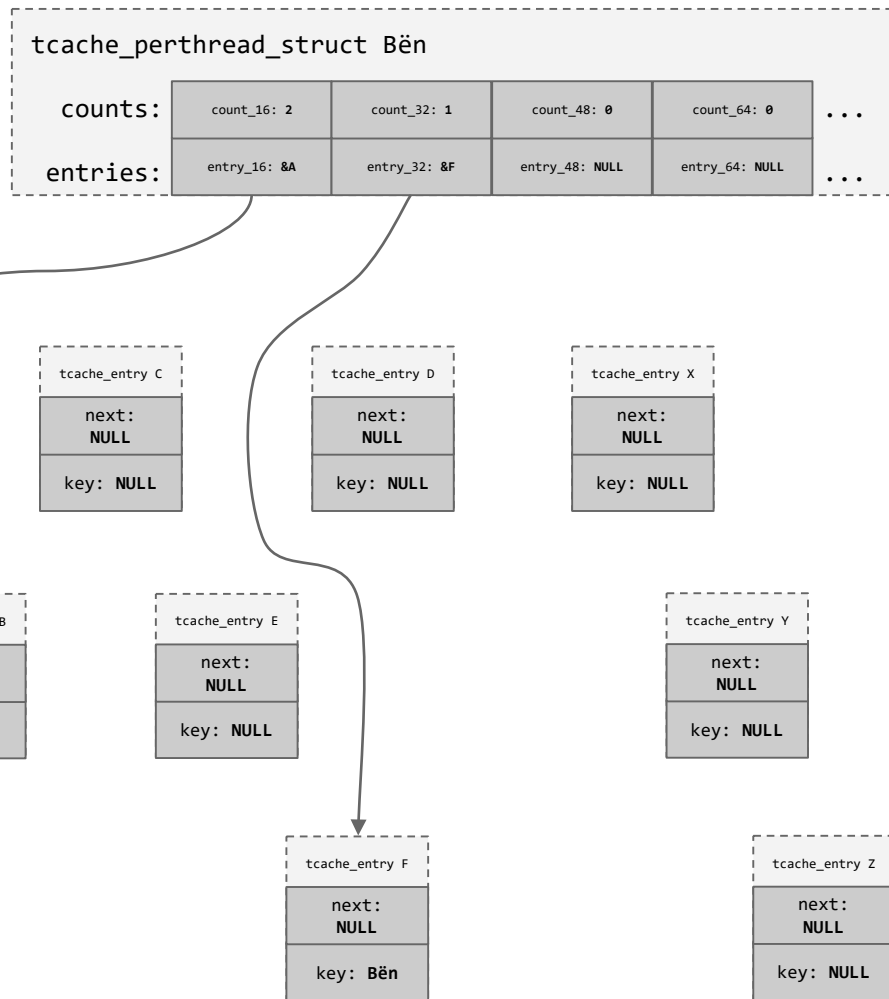 tcache_perthread_struct Bën
counts: count_16: 2 count_32: 1 count_48: 0 count_64: 0 ...
entries: entry_16: &A entry_32: &F entry_48: NULL entry_64: NULL ...
tcache_entry C
next:
NULL
key: NULL
tcache_entry D
next:
NULL
key: NULL
tcache_entry X
next:
NULL
key: NULL
B
tcache_entry E
next:
NULL
key: NULL
tcache_entry Y
next:
NULL
key: NULL
tcache_entry F
next:
NULL
key: Bën
tcache_entry Z
next:
NULL
key: NULL